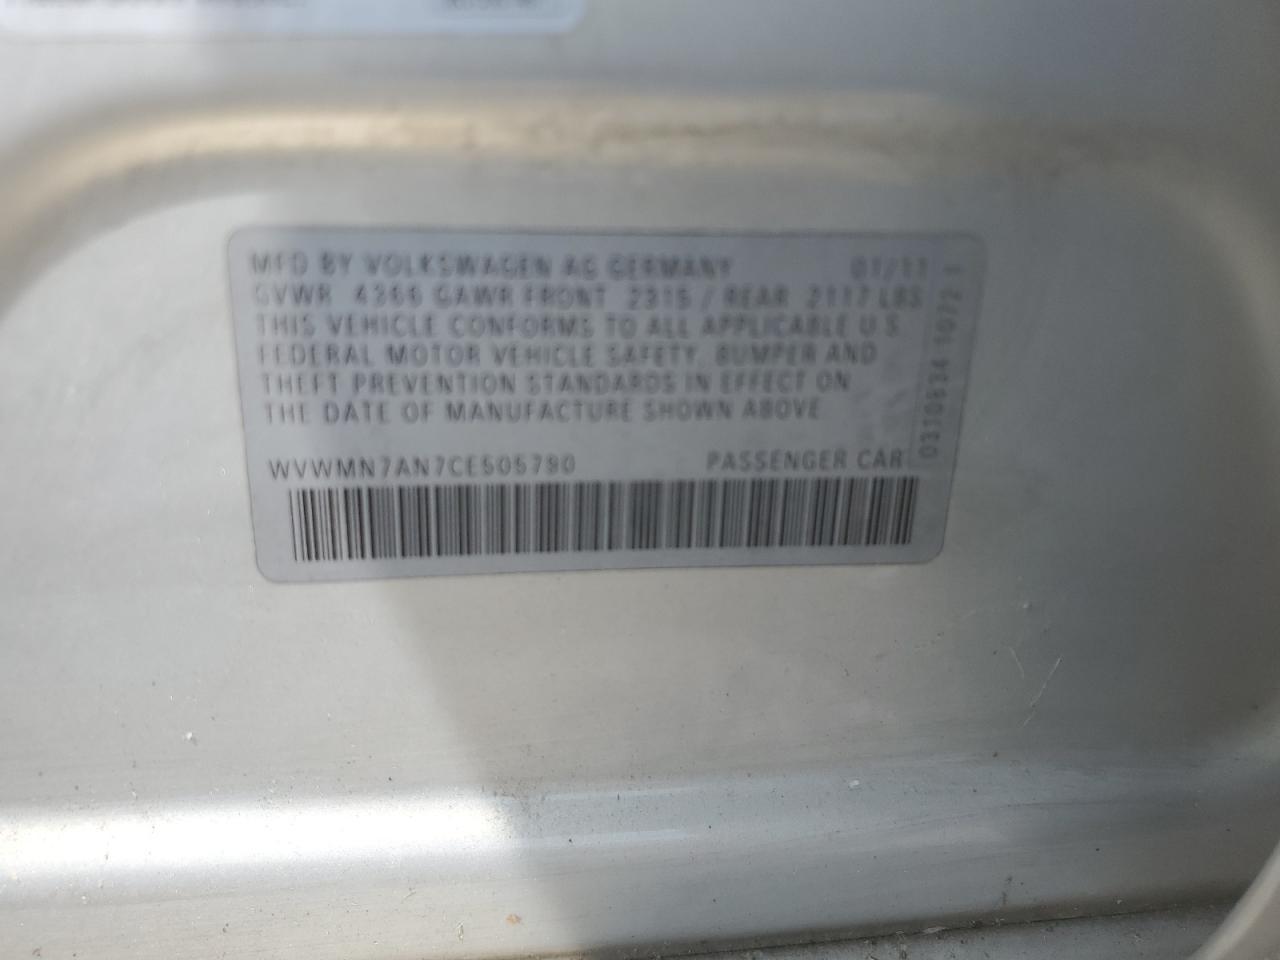 MFD BY VOLKSWAGEN AG GERMANY 01/11
GVWR 4366 GAWR FRONT 2315 / REAR 2117 LBS
THIS VEHICLE CONFORMS TO ALL APPLICABLE U.S.
FEDERAL MOTOR VEHICLE SAFETY, BUMPER AND
THEFT PREVENTION STANDARDS IN EFFECT ON
THE DATE OF MANUFACTURE SHOWN ABOVE
WVWMN7AN7CE505790 PASSENGER CAR